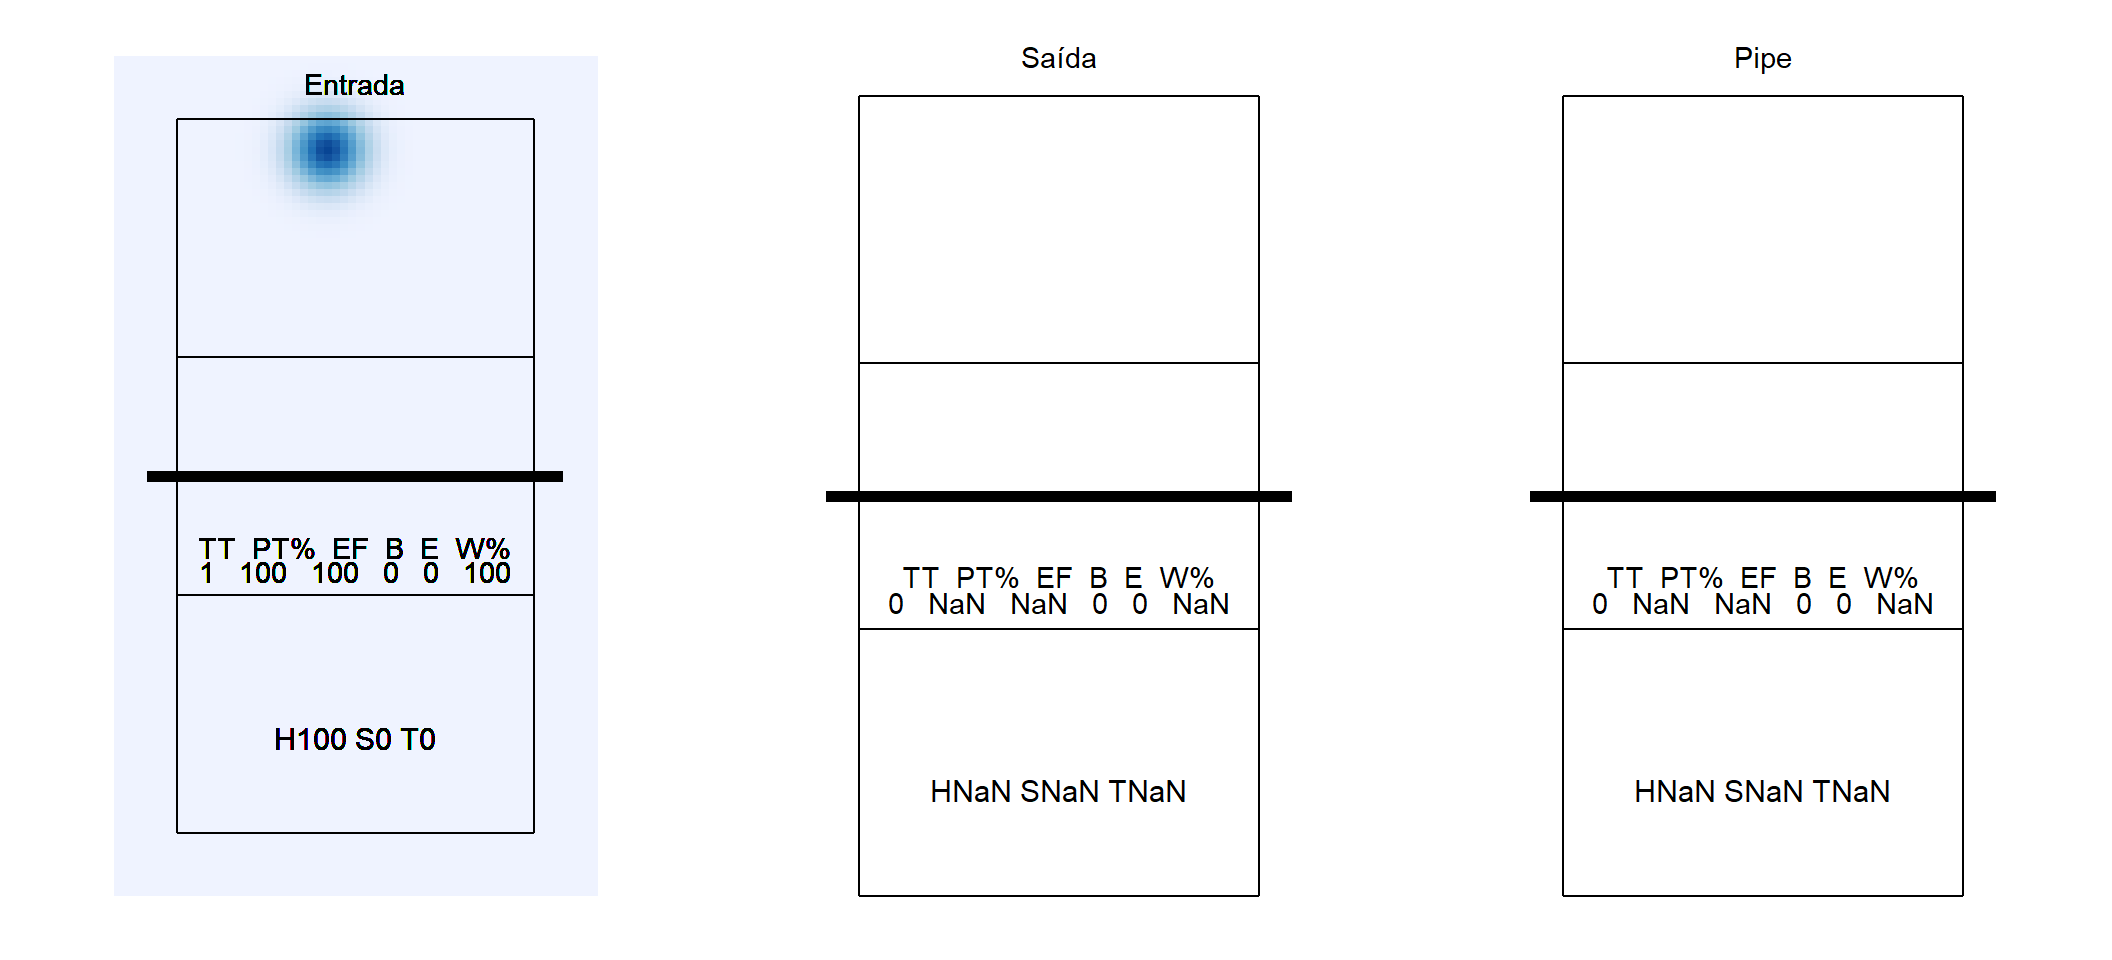 Entrada
TT PT% EF B E W%
1 100 100 0 0 100
H100 S0 T0
Saída
TT PT% EF B E W%
0 NaN NaN 0 0 NaN
HNaN SNaN TNaN
Pipe
TT PT% EF B E W%
0 NaN NaN 0 0 NaN
HNaN SNaN TNaN